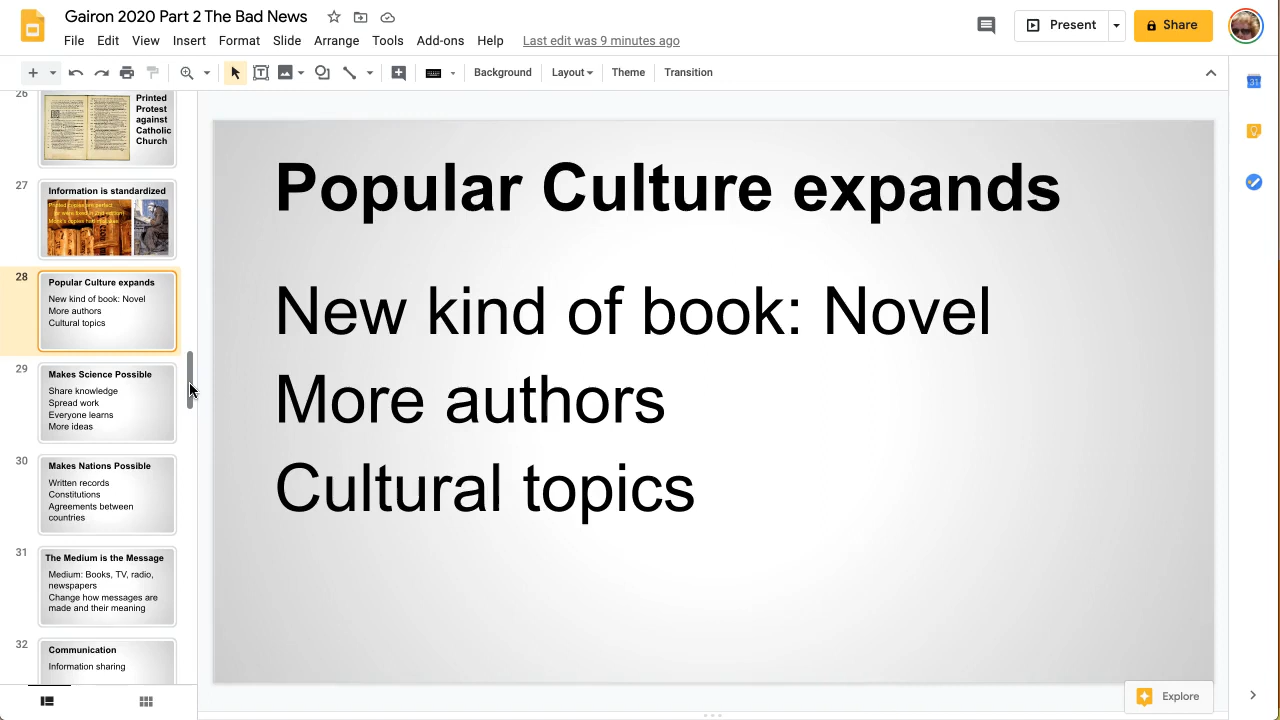 Gairon 2020 Part 2 The Bad News
File Edit View Insert Format Slide Arrange Tools Add-ons Help Last edit was 9 minutes ago
Present
Share
Background Layout Theme Transition
31
26
Printed
Protest
against
Catholic
Church
27
Information is standardized
28
Popular Culture expands
New kind of book: Novel
More authors
Cultural topics
29
Makes Science Possible
Share knowledge
Spread work
Everyone learns
More ideas
30
Makes Nations Possible
Written records
Constitutions
Agreements between
countries
31
The Medium is the Message
Medium: Books, TV, radio,
newspapers
Change how messages are
made and their meaning
32
Communication
Information sharing
Popular Culture expands
New kind of book: Novel
More authors
Cultural topics
Explore